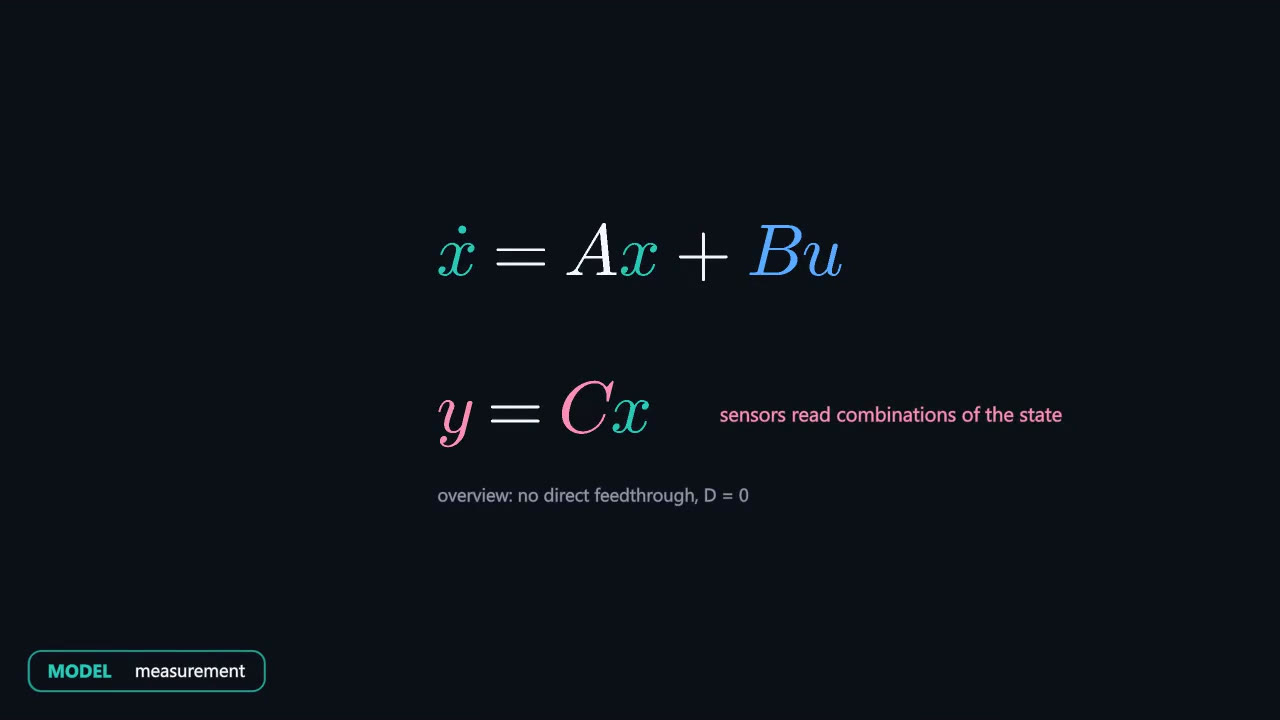 ẋ = Ax + Bu
y = Cx sensors read combinations of the state
overview: no direct feedthrough, D = 0
MODEL measurement